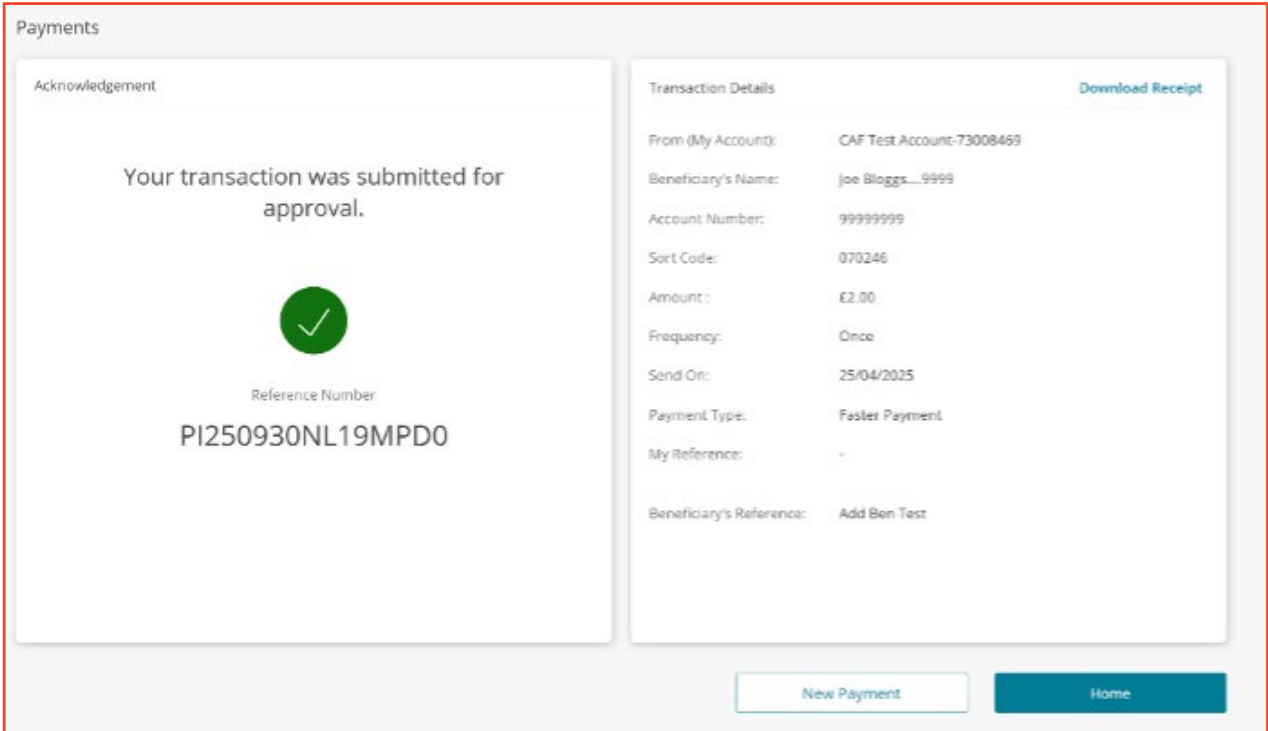 Payments
Acknowledgement
Your transaction was submitted for
approval.
Reference Number
PI250930NL19MPD0
Transaction Details
Download Receipt
From (My Account): CAF Test Account-73008469
Beneficiary's Name: Joe Bloggs....9999
Account Number: 99999999
Sort Code: 070246
Amount : £2.00
Frequency: Once
Send On: 25/04/2025
Payment Type: Faster Payment
My Reference: -
Beneficiary's Reference: Add Ben Test
New Payment
Home